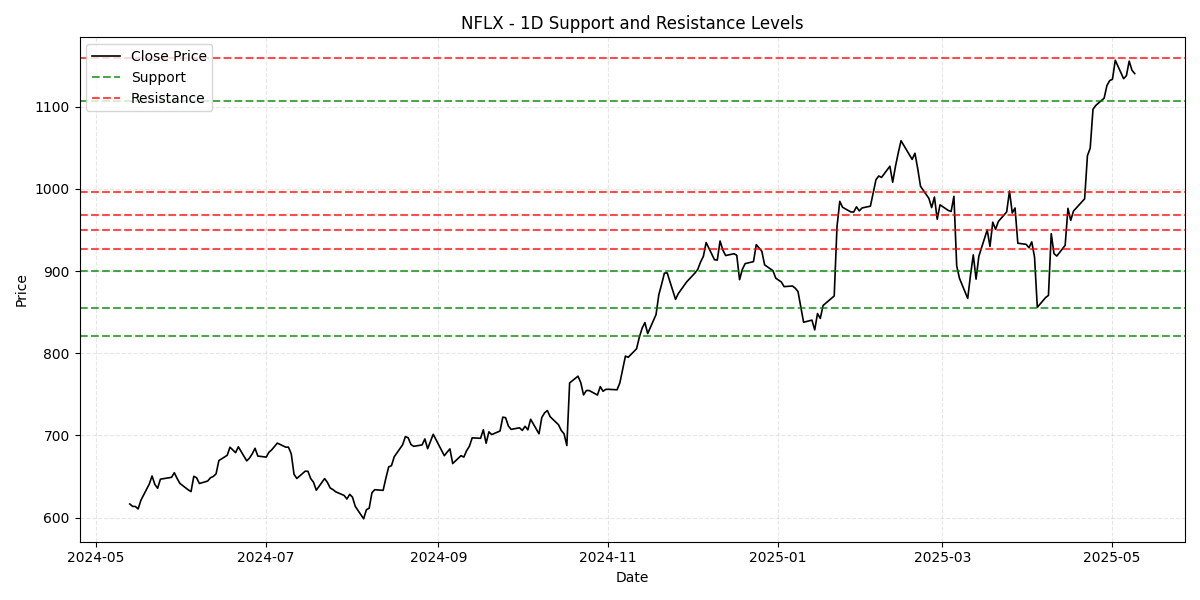 NFLX - 1D Support and Resistance Levels
Close Price
Support
Resistance
Price
1100
1000
900
800
700
600
2024-05
2024-07
2024-09
2024-11
2025-01
2025-03
2025-05
Date